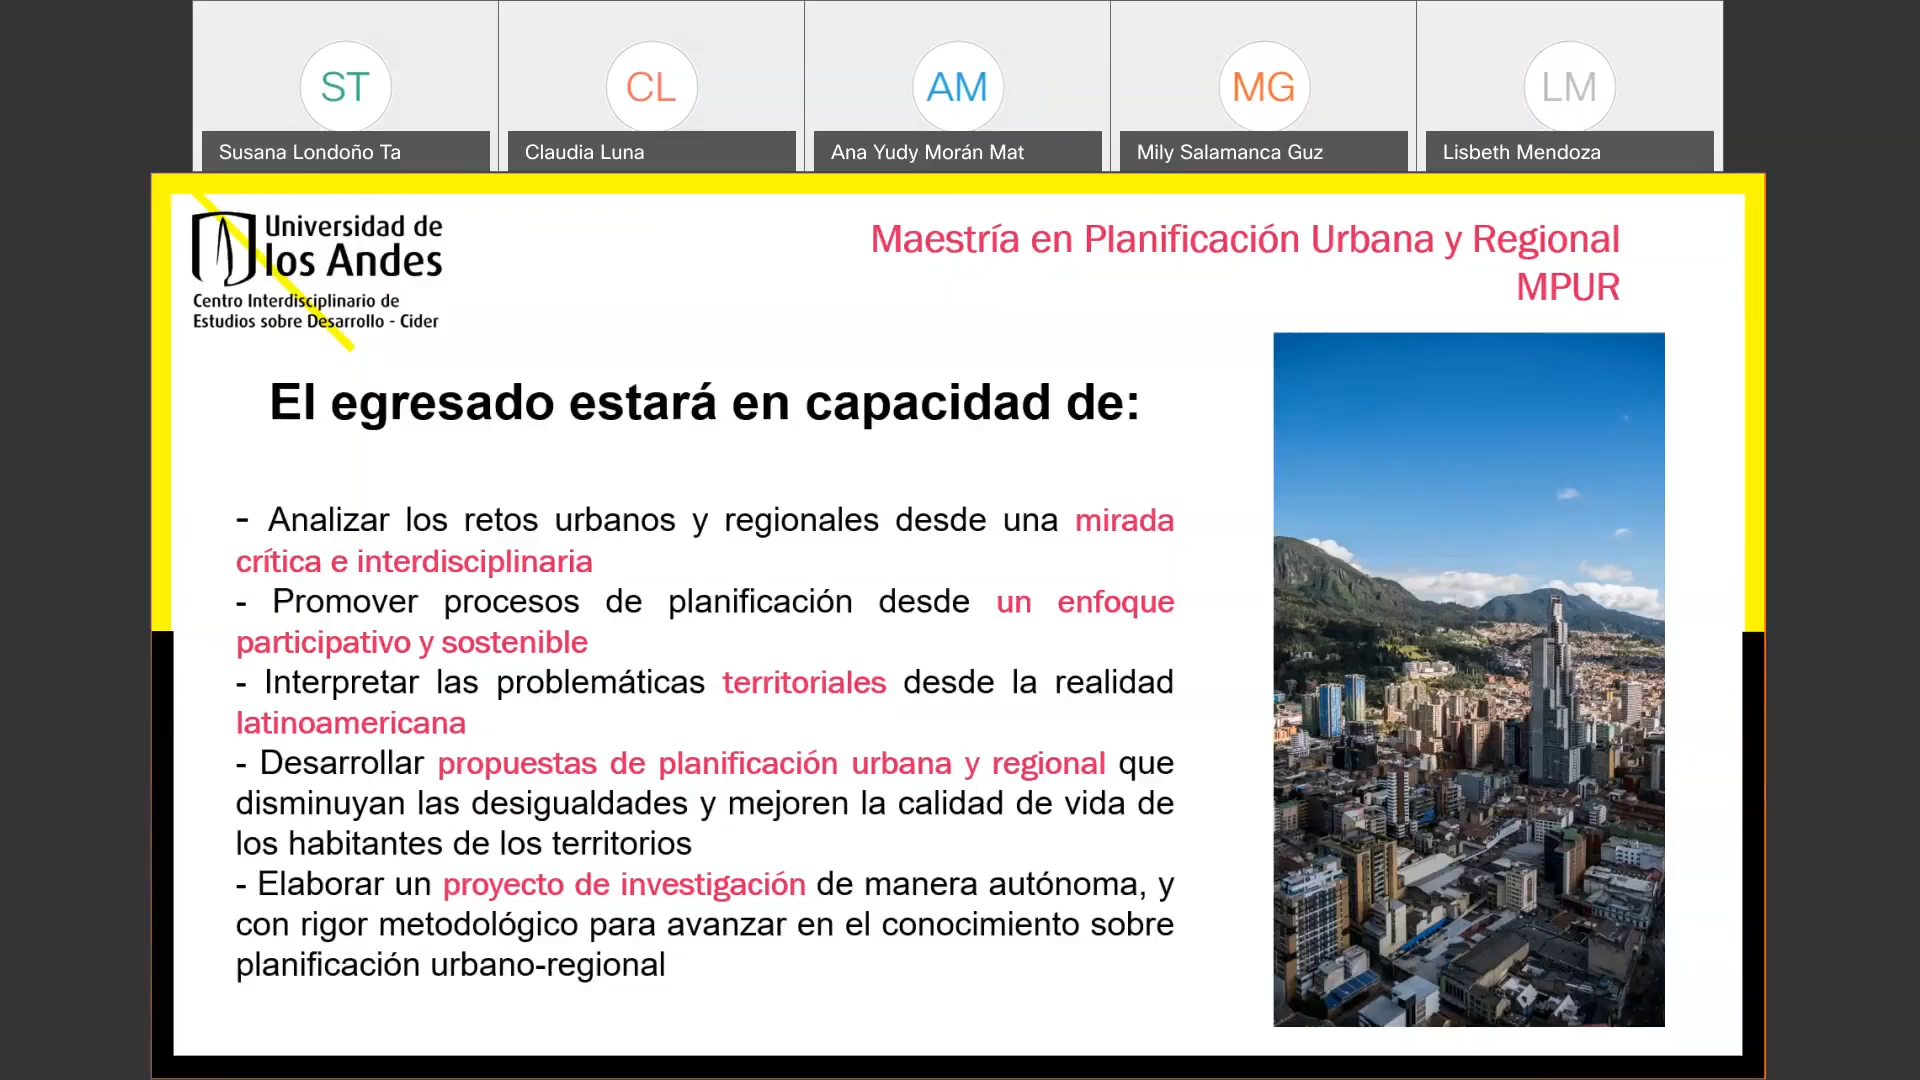 ST
CL
AM
MG
LM
Susana Londoño Ta
Claudia Luna
Ana Yudy Morán Mat
Mily Salamanca Guz
Lisbeth Mendoza
Universidad de
los Andes
Centro Interdisciplinario de
Estudios sobre Desarrollo - Cider
Maestría en Planificación Urbana y Regional
MPUR
El egresado estará en capacidad de:
- Analizar los retos urbanos y regionales desde una mirada
crítica e interdisciplinaria
- Promover procesos de planificación desde un enfoque
participativo y sostenible
- Interpretar las problemáticas territoriales desde la realidad
latinoamericana
- Desarrollar propuestas de planificación urbana y regional que
disminuyan las desigualdades y mejoren la calidad de vida de
los habitantes de los territorios
- Elaborar un proyecto de investigación de manera autónoma, y
con rigor metodológico para avanzar en el conocimiento sobre
planificación urbano-regional